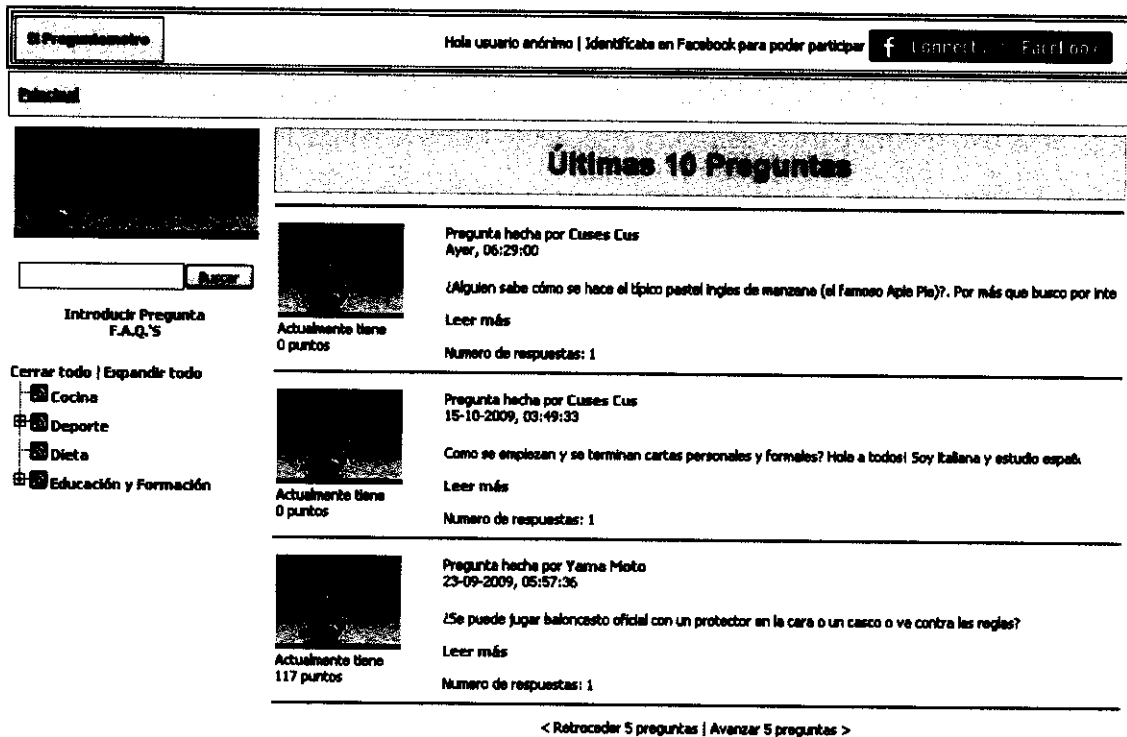 El Preguntometro
Hola usuario anónimo | Identifícate en Facebook para poder participar
f Connect Facebook
Principal
Últimas 10 Preguntas
Buscar
Introducir Pregunta
F.A.Q.'S
Cerrar todo | Expandir todo
Cocina
Deporte
Dieta
Educación y Formación
Pregunta hecha por Cuses Cus
Ayer, 06:29:00
¿Alguien sabe cómo se hace el típico pastel ingles de manzana (el famoso Aple Pie)?. Por más que busco por inte
Leer más
Actualmente tiene
0 puntos
Numero de respuestas: 1
Pregunta hecha por Cuses Cus
15-10-2009, 03:49:33
Como se empiezan y se terminan cartas personales y formales? Hola a todos! Soy italiana y estudio españ.
Leer más
Actualmente tiene
0 puntos
Numero de respuestas: 1
Pregunta hecha por Yama Moto
23-09-2009, 05:57:36
¿Se puede jugar baloncesto oficial con un protector en la cara o un casco o va contra las reglas?
Leer más
Actualmente tiene
117 puntos
Numero de respuestas: 1
< Retroceder 5 preguntas | Avanzar 5 preguntas >